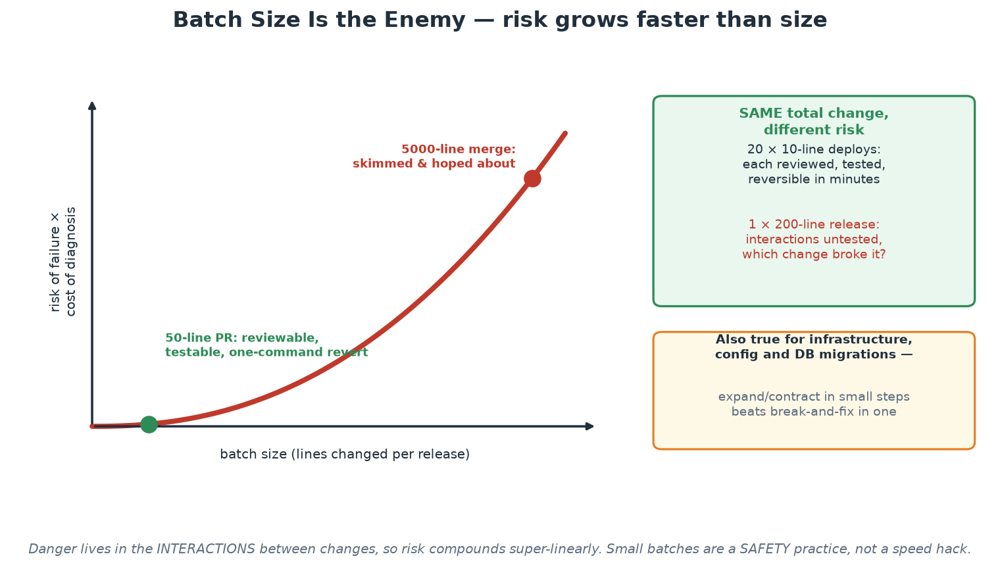 Batch Size Is the Enemy — risk grows faster than size
risk of failure ×
cost of diagnosis
5000-line merge:
skimmed & hoped about
50-line PR: reviewable,
testable, one-command revert
batch size (lines changed per release)
SAME total change,
different risk
20 × 10-line deploys:
each reviewed, tested,
reversible in minutes
1 × 200-line release:
interactions untested,
which change broke it?
Also true for infrastructure,
config and DB migrations —
expand/contract in small steps
beats break-and-fix in one
Danger lives in the INTERACTIONS between changes, so risk compounds super-linearly. Small batches are a SAFETY practice, not a speed hack.